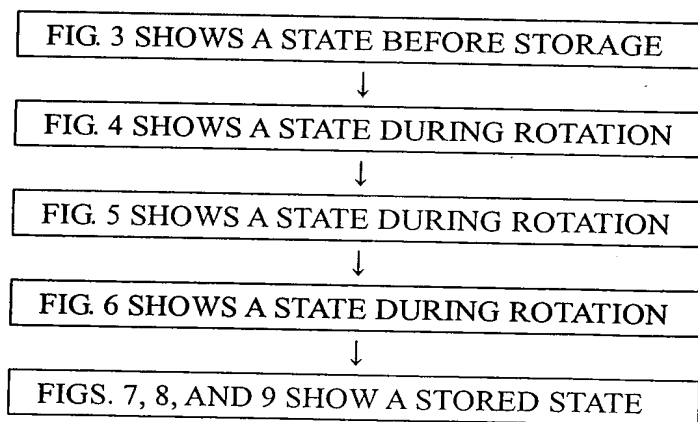 FIG. 3 SHOWS A STATE BEFORE STORAGE
↓
FIG. 4 SHOWS A STATE DURING ROTATION
↓
FIG. 5 SHOWS A STATE DURING ROTATION
↓
FIG. 6 SHOWS A STATE DURING ROTATION
↓
FIGS. 7, 8, AND 9 SHOW A STORED STATE